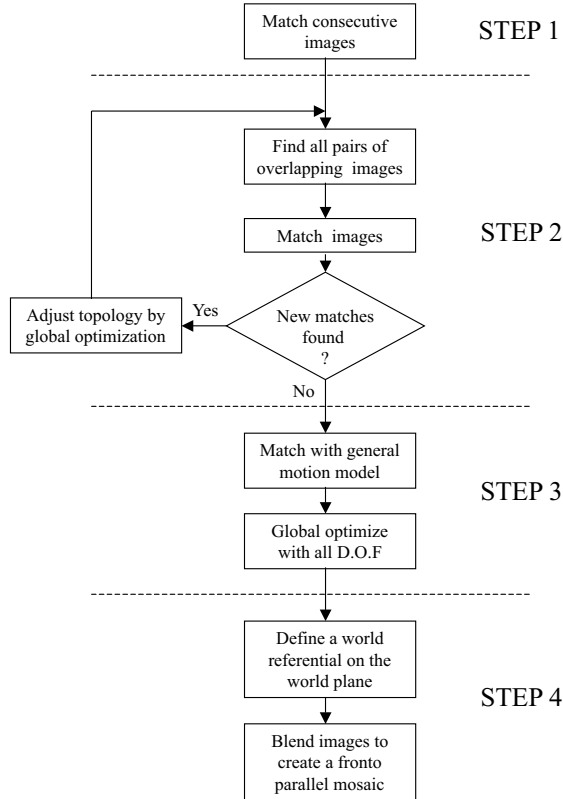 Match consecutive
images
STEP 1
Find all pairs of
overlapping images
Match images
STEP 2
New matches
found
?
Yes
Adjust topology by
global optimization
No
Match with general
motion model
STEP 3
Global optimize
with all D.O.F
Define a world
referential on the
world plane
STEP 4
Blend images to
create a fronto
parallel mosaic